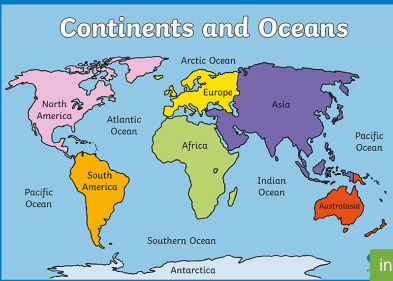 Continents and Oceans
Arctic Ocean
North
America
Europe
Asia
Atlantic
Ocean
Africa
Pacific
Ocean
South
America
Indian
Ocean
Pacific
Ocean
Australasia
Southern Ocean
Antarctica
in